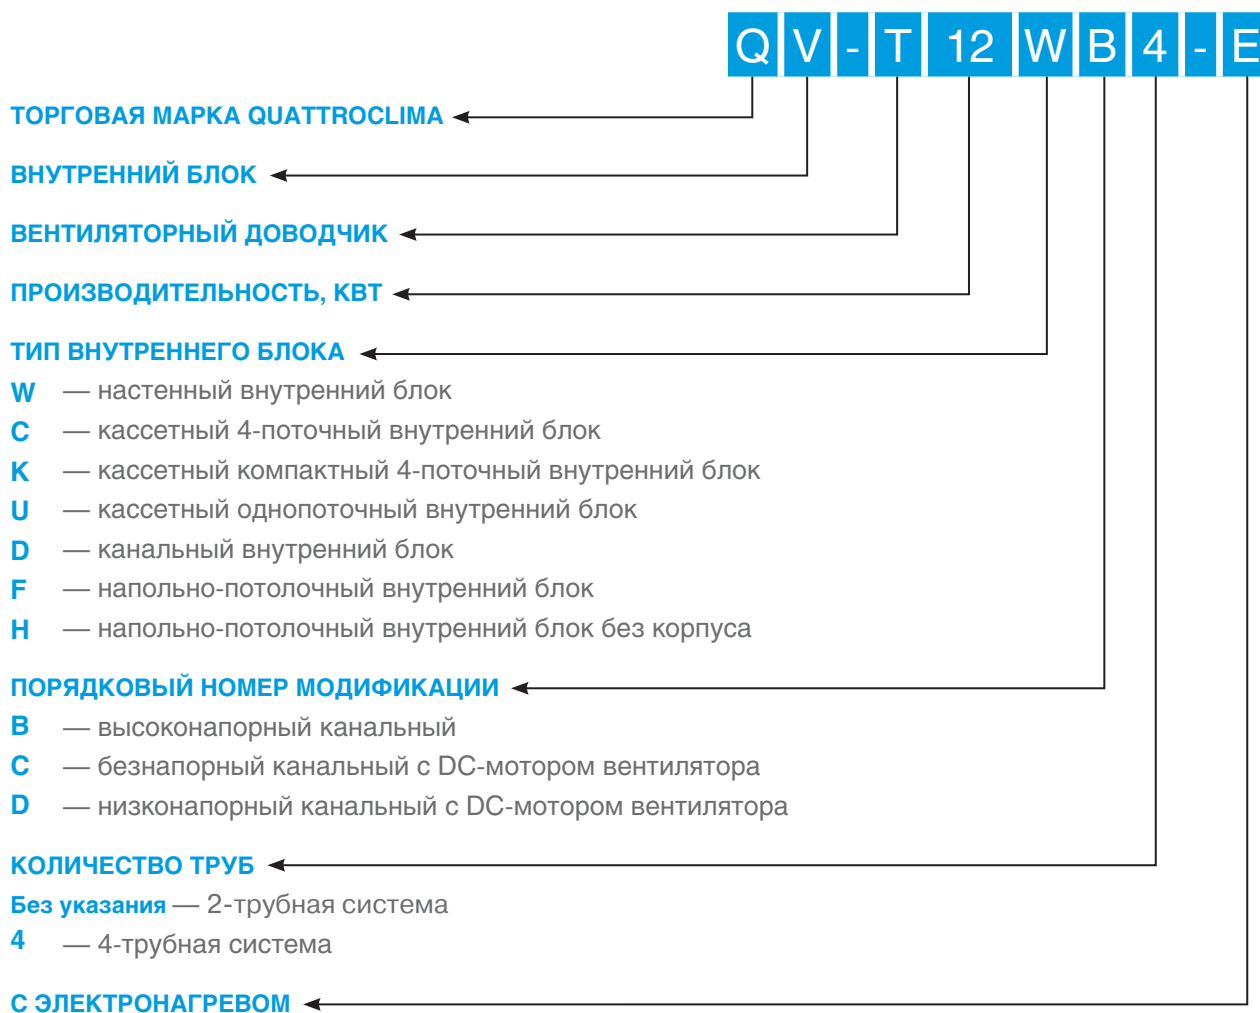 QV-T12WB4-E
ТОРГОВАЯ МАРКА QUATTROCLIMA
ВНУТРЕННИЙ БЛОК
ВЕНТИЛЯТОРНЫЙ ДОВОДЧИК
ПРОИЗВОДИТЕЛЬНОСТЬ, КВТ
ТИП ВНУТРЕННЕГО БЛОКА
W — настенный внутренний блок
C — кассетный 4-поточный внутренний блок
K — кассетный компактный 4-поточный внутренний блок
U — кассетный однопоточный внутренний блок
D — канальный внутренний блок
F — напольно-потолочный внутренний блок
H — напольно-потолочный внутренний блок без корпуса
ПОРЯДКОВЫЙ НОМЕР МОДИФИКАЦИИ
B — высоконапорный канальный
C — безнапорный канальный с DC-мотором вентилятора
D — низконапорный канальный с DC-мотором вентилятора
КОЛИЧЕСТВО ТРУБ
Без указания — 2-трубная система
4 — 4-трубная система
С ЭЛЕКТРОНАГРЕВОМ